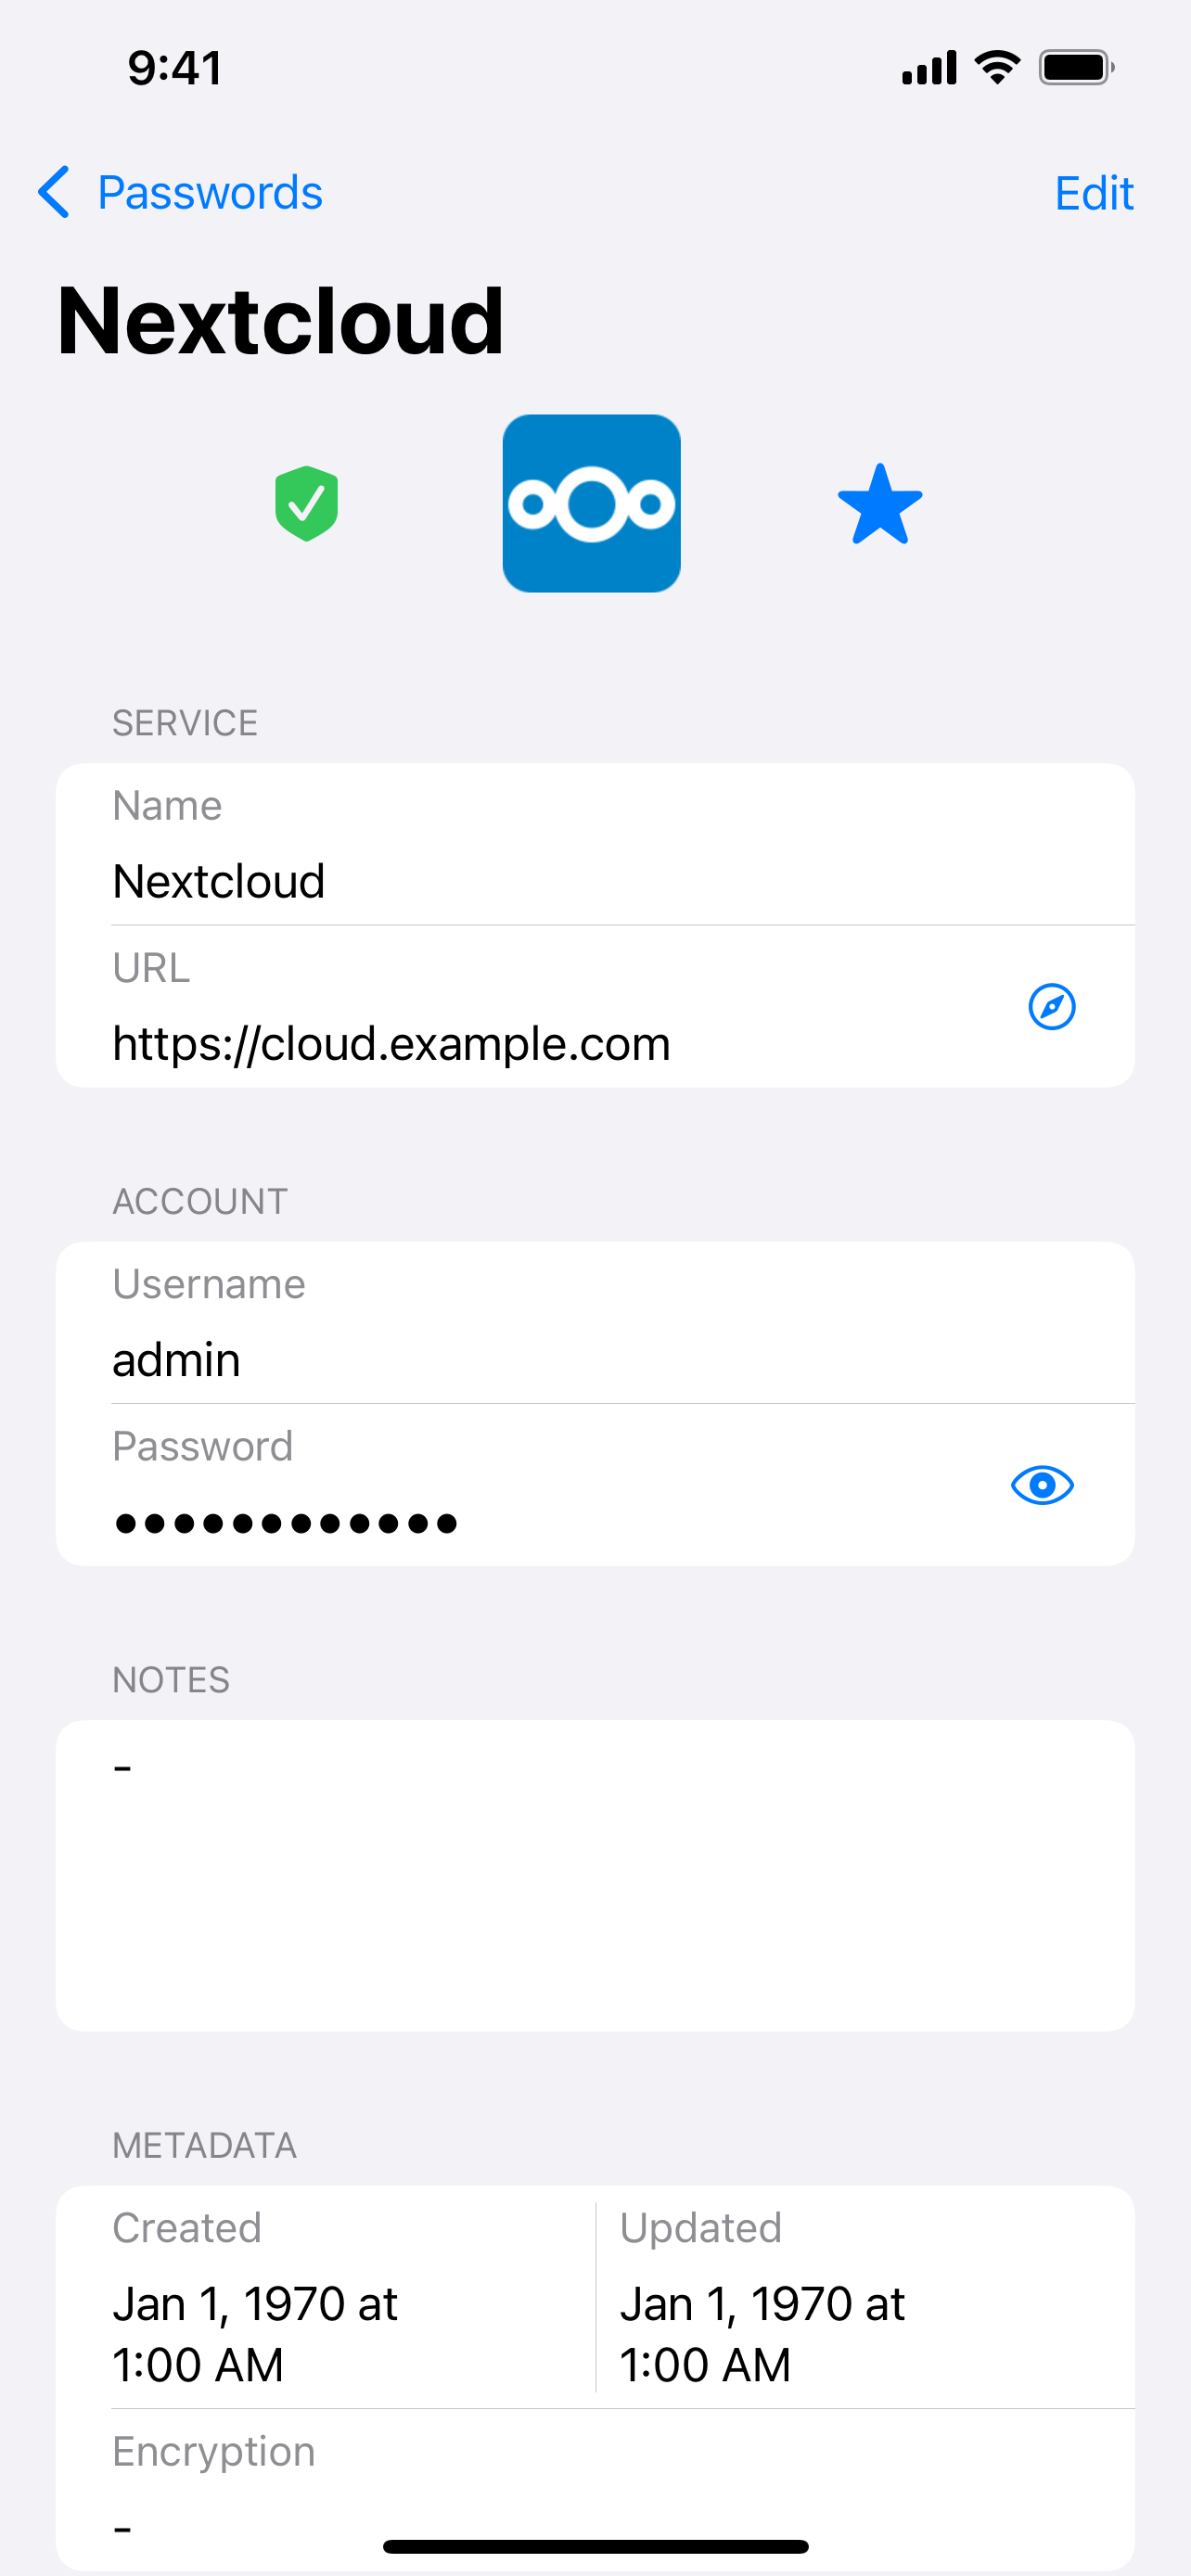 9:41
Passwords
Edit
Nextcloud
SERVICE
Name
Nextcloud
URL
https://cloud.example.com
ACCOUNT
Username
admin
Password
●●●●●●●●●●●●
NOTES
-
METADATA
Created
Jan 1, 1970 at
1:00 AM
Updated
Jan 1, 1970 at
1:00 AM
Encryption
-